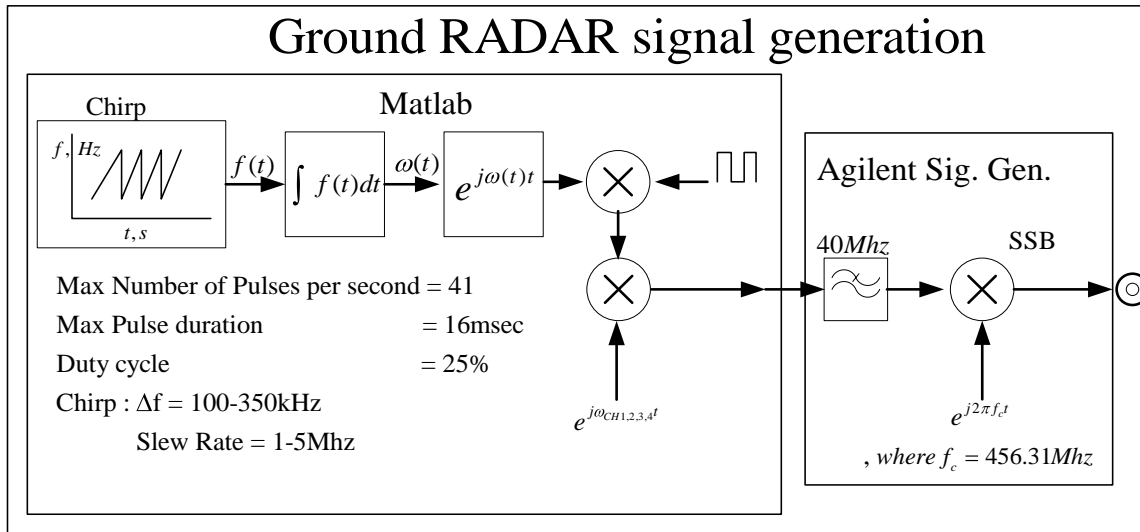 Ground RADAR signal generation
Chirp
Matlab
f, Hz
t, s
f(t)
∫ f(t)dt
ω(t)
e^{jω(t)t}
Max Number of Pulses per second = 41
Max Pulse duration = 16msec
Duty cycle = 25%
Chirp : Δf = 100-350kHz
Slew Rate = 1-5Mhz
e^{jω_{CH1,2,3,4}t}
Agilent Sig. Gen.
40Mhz
SSB
e^{j2πf_ct}
, where f_c = 456.31Mhz